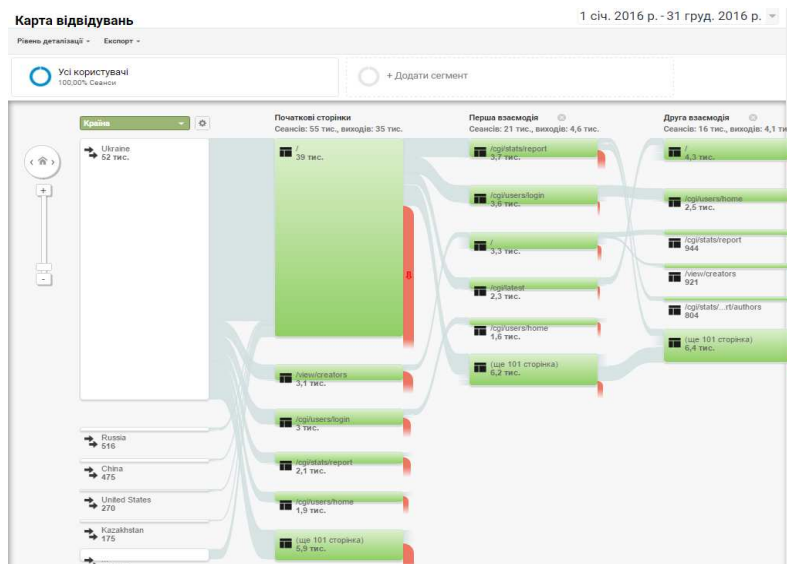 Карта відвідувань
1 січ. 2016 р. - 31 груд. 2016 р.
Рівень деталізації
Експорт
Усі користувачі
100,00% Сеанси
+ Додати сегмент
Країна
Ukraine
52 тис.
Russia
516
China
475
United States
270
Kazakhstan
175
Початкові сторінки
Сеансів: 55 тис., виходів: 35 тис.
/
39 тис.
8
/view/creators
3,1 тис.
/cgi/users/login
3 тис.
/cgi/stats/report
2,1 тис.
/cgi/users/home
1,9 тис.
(ще 101 сторінка)
5,9 тис.
Перша взаємодія
Сеансів: 21 тис., виходів: 4,6 тис.
/cgi/stats/report
3,7 тис.
/cgi/users/login
3,6 тис.
/
3,3 тис.
/cgi/latest
2,3 тис.
/cgi/users/home
1,6 тис.
(ще 101 сторінка)
6,2 тис.
Друга взаємодія
Сеансів: 16 тис., виходів: 4,1 ти
/
4,3 тис.
/cgi/users/home
2,5 тис.
/cgi/stats/report
944
/view/creators
921
/cgi/stats/...rt/authors
804
(ще 101 сторінка)
6,4 тис.